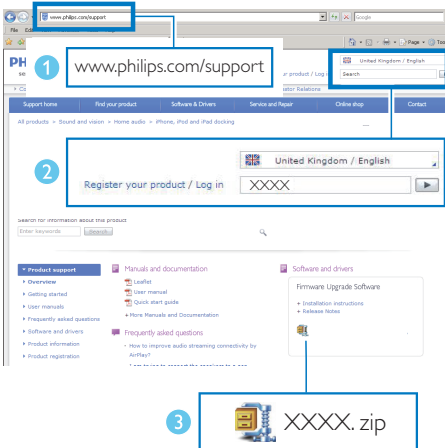 www.philips.com/support
Google
File
Page
PH
1
www.philips.com/support
United Kingdom / English
Search
Support home
Find your product
Software & Drivers
Service and Repair
Online shop
Contact
All products > Sound and vision > Home audio > iPhone, iPod and iPad docking
2
United Kingdom / English
Register your product / Log in
XXXX
Search for information about this product
Enter keywords
Search
Product support
Overview
Getting started
User manuals
Frequently asked questions
Software and drivers
Product information
Product registration
Manuals and documentation
Leaflet
User manual
Quick start guide
+ More Manuals and Documentation
Frequently asked questions
- How to improve audio streaming connectivity by
AirPlay?
Software and drivers
Firmware Upgrade Software
+ Installation instructions
+ Release Notes
3
XXXX. zip